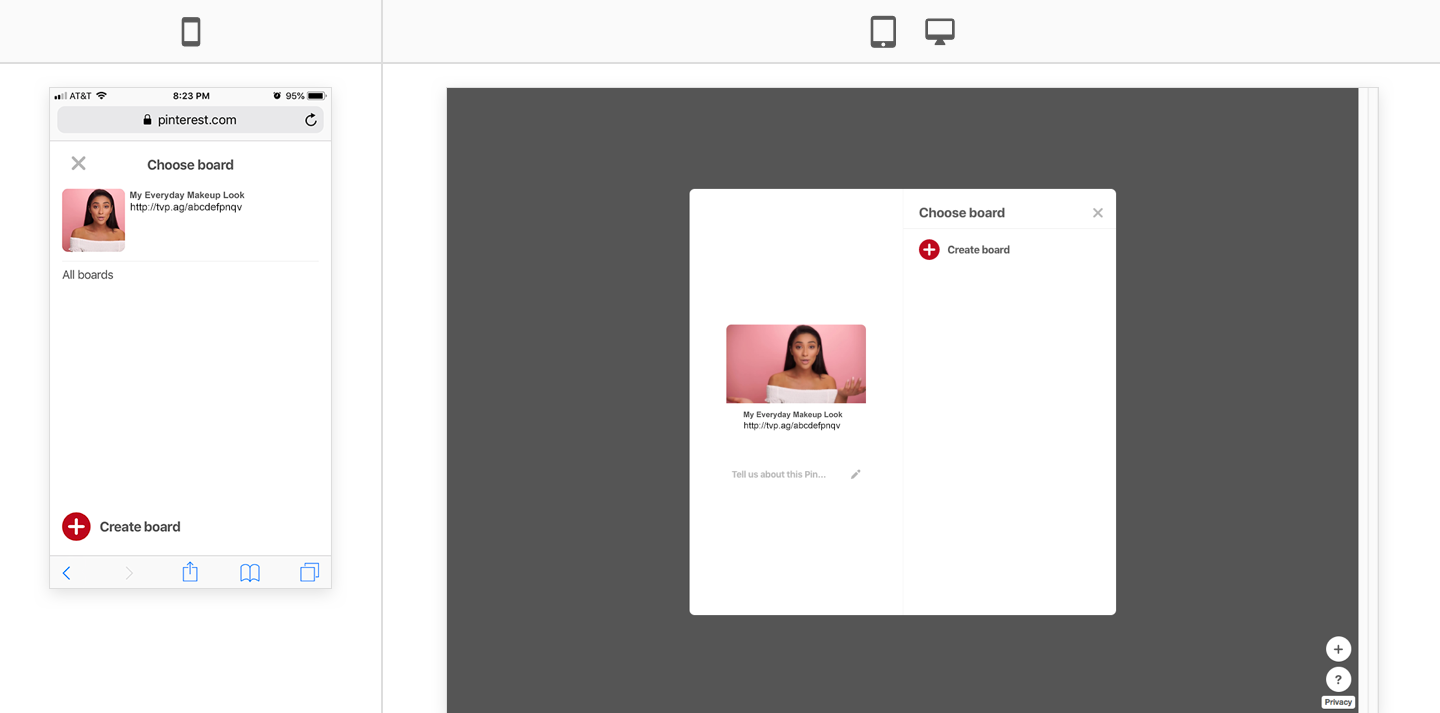 AT&T
8:23 PM
95%
pinterest.com
Choose board
My Everyday Makeup Look
http://tvp.ag/abcdefpnqv
All boards
Create board
Choose board
Create board
My Everyday Makeup Look
http://tvp.ag/abcdefpnqv
Tell us about this Pin...
+
?
Privacy